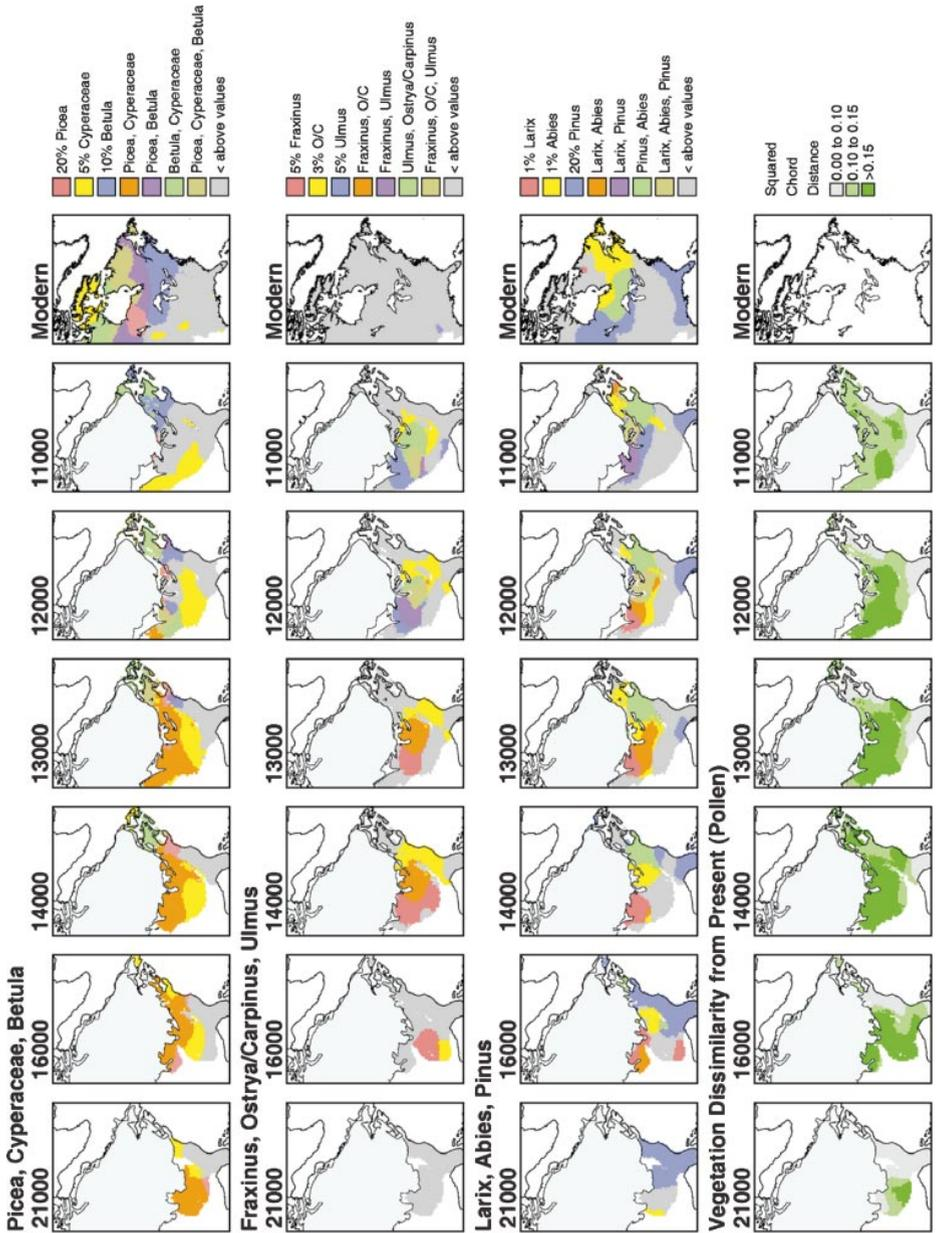 Picea, Cyperaceae, Betula
21000 16000 14000 13000 12000 11000 Modern
20% Picea
5% Cyperaceae
10% Betula
Picea, Cyperaceae
Picea, Betula
Betula, Cyperaceae
Picea, Cyperaceae, Betula
< above values
Fraxinus, Ostrya/Carpinus, Ulmus
21000 16000 14000 13000 12000 11000 Modern
5% Fraxinus
3% O/C
5% Ulmus
Fraxinus, O/C
Fraxinus, Ulmus
Ulmus, Ostrya/Carpinus
Fraxinus, O/C, Ulmus
< above values
Larix, Abies, Pinus
21000 16000 14000 13000 12000 11000 Modern
1% Larix
1% Abies
20% Pinus
Larix, Abies
Larix, Pinus
Pinus, Abies
Larix, Abies, Pinus
< above values
Vegetation Dissimilarity from Present (Pollen)
21000 16000 14000 13000 12000 11000 Modern
Squared
Chord
Distance
0.00 to 0.10
0.10 to 0.15
>0.15